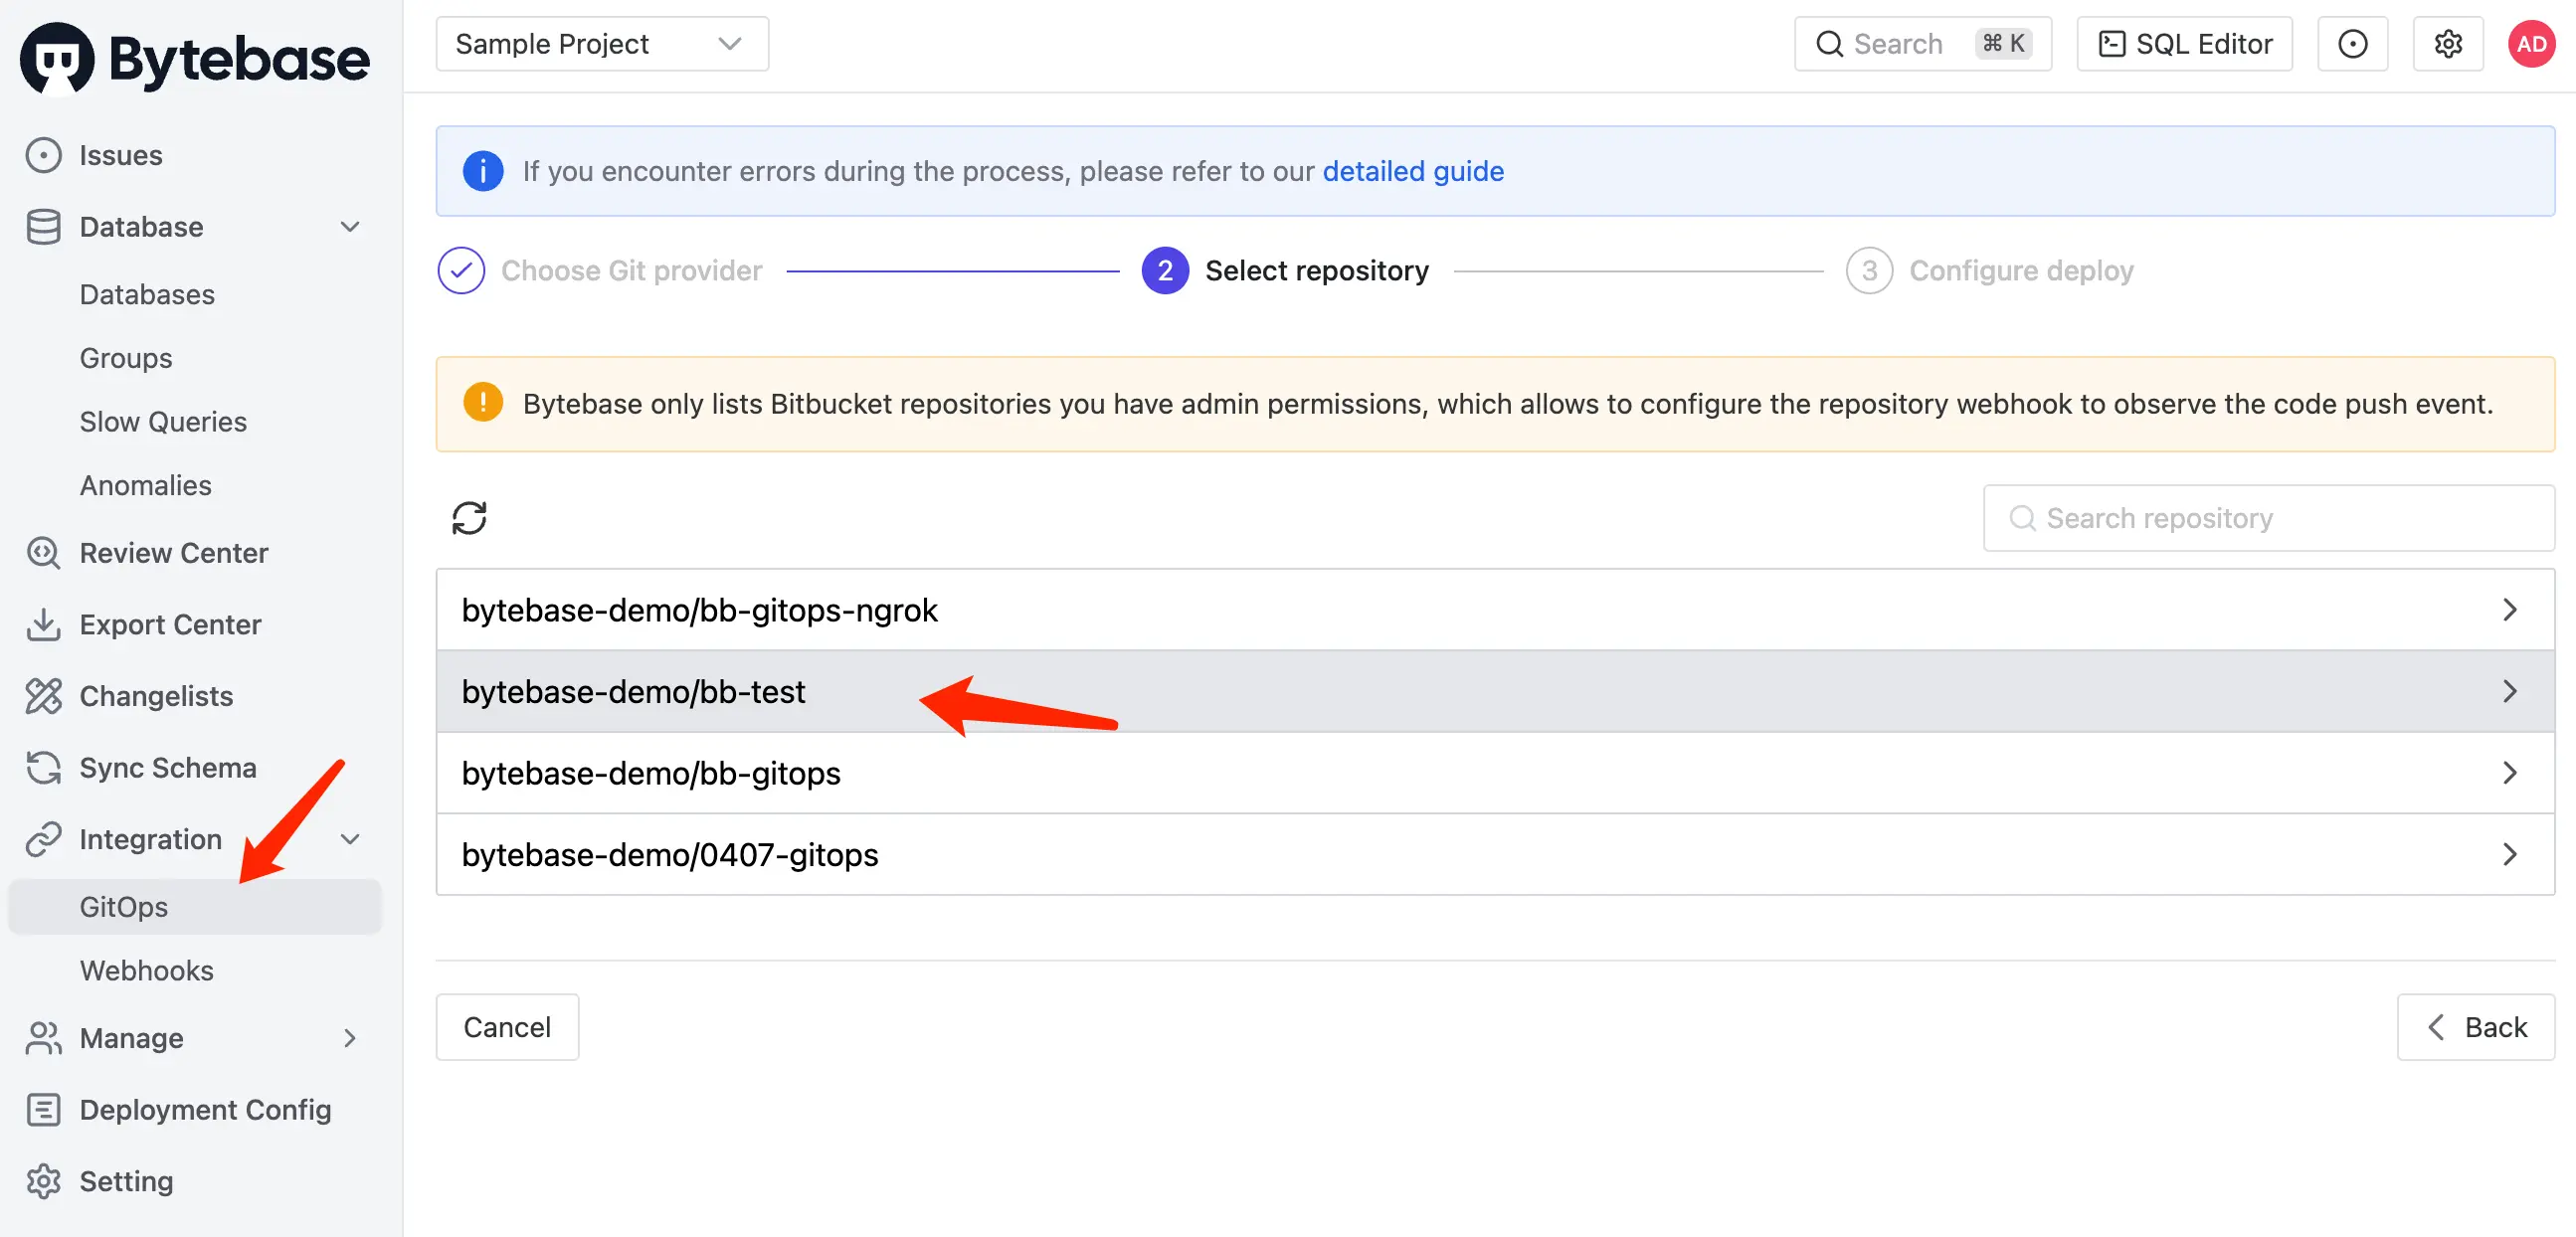 Bytebase
Issues
Database
Databases
Groups
Slow Queries
Anomalies
Review Center
Export Center
Changelists
Sync Schema
Integration
GitOps
Webhooks
Manage
Deployment Config
Setting
Sample Project
Search ⌘ K
SQL Editor
AD
If you encounter errors during the process, please refer to our detailed guide
Choose Git provider
2 Select repository
3 Configure deploy
Bytebase only lists Bitbucket repositories you have admin permissions, which allows to configure the repository webhook to observe the code push event.
Search repository
bytebase-demo/bb-gitops-ngrok
bytebase-demo/bb-test
bytebase-demo/bb-gitops
bytebase-demo/0407-gitops
Cancel
Back